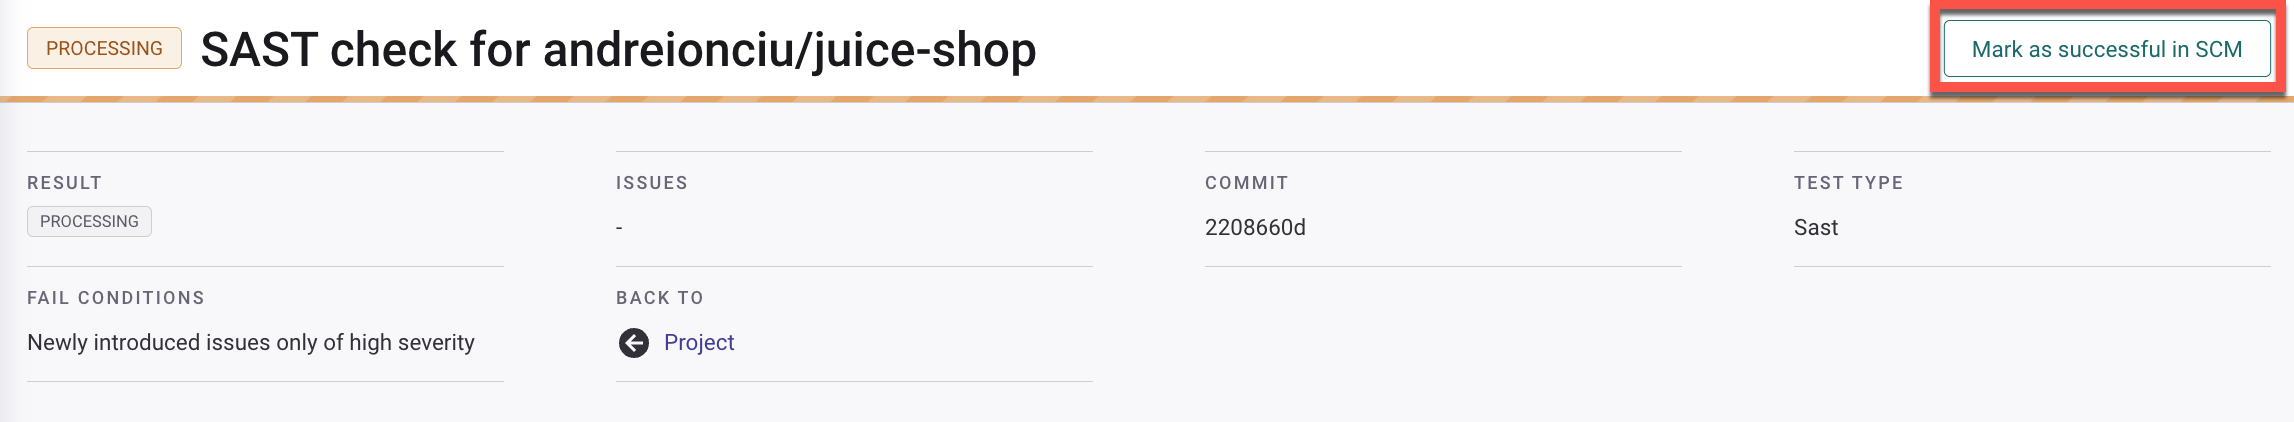 PROCESSING SAST check for andreionciu/juice-shop Mark as successful in SCM
RESULT
PROCESSING
ISSUES
-
COMMIT
2208660d
TEST TYPE
Sast
FAIL CONDITIONS
Newly introduced issues only of high severity
BACK TO
Project